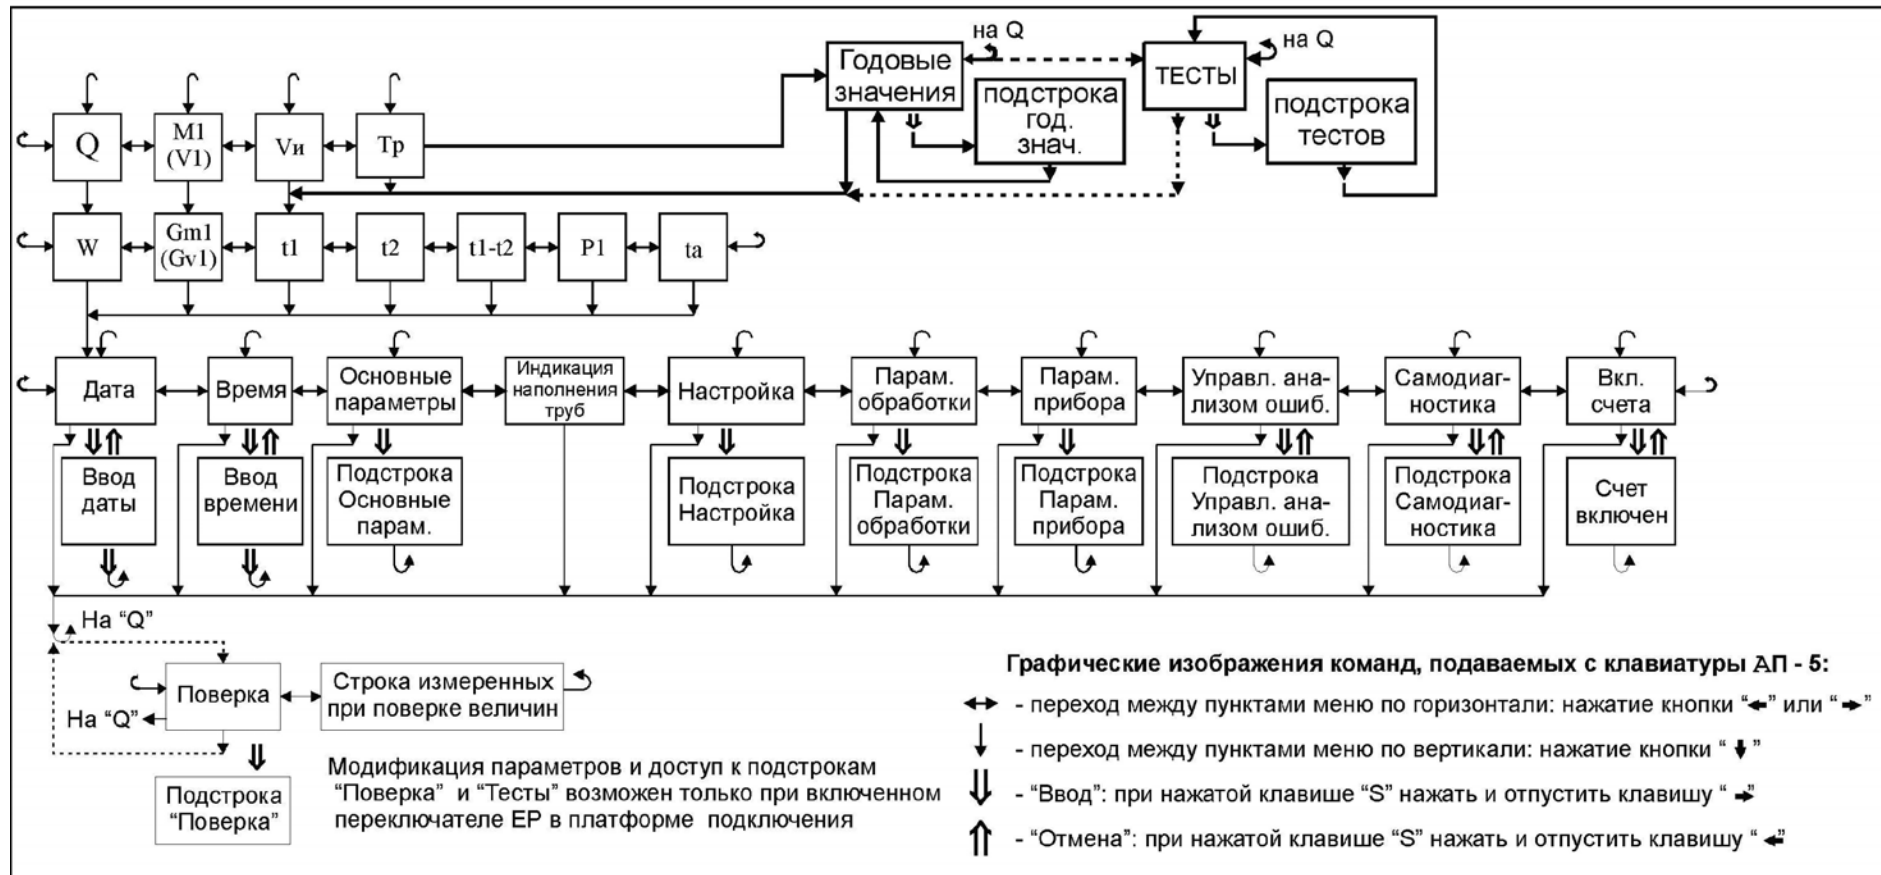 на Q
на Q
Годовые
значения
ТЕСТЫ
подстрока
год.
знач.
подстрока
тестов
Q
M1
(V1)
Vи
Тр
W
Gm1
(Gv1)
t1
t2
t1-t2
P1
ta
Дата
Время
Основные
параметры
Индикация
наполнения
труб
Настройка
Парам.
обработки
Парам.
прибора
Управл. ана-
лизом ошиб.
Самодиаг-
ностика
Вкл.
счета
Ввод
даты
Ввод
времени
Подстрока
Основные
парам.
Подстрока
Настройка
Подстрока
Парам.
обработки
Подстрока
Парам.
прибора
Подстрока
Управл. ана-
лизом ошиб.
Подстрока
Самодиаг-
ностика
Счет
включен
На “Q”
Поверка
Строка измеренных
при поверке величин
На “Q”
Подстрока
“Поверка”
Модификация параметров и доступ к подстрокам
“Поверка” и “Тесты” возможен только при включенном
переключателе ЕР в платформе подключения
Графические изображения команд, подаваемых с клавиатуры АП - 5:
↔ - переход между пунктами меню по горизонтали: нажатие кнопки “←” или “→”
↓ - переход между пунктами меню по вертикали: нажатие кнопки “↓”
⇓ - “Ввод”: при нажатой клавише “S” нажать и отпустить клавишу “→”
⇑ - “Отмена”: при нажатой клавише “S” нажать и отпустить клавишу “←”